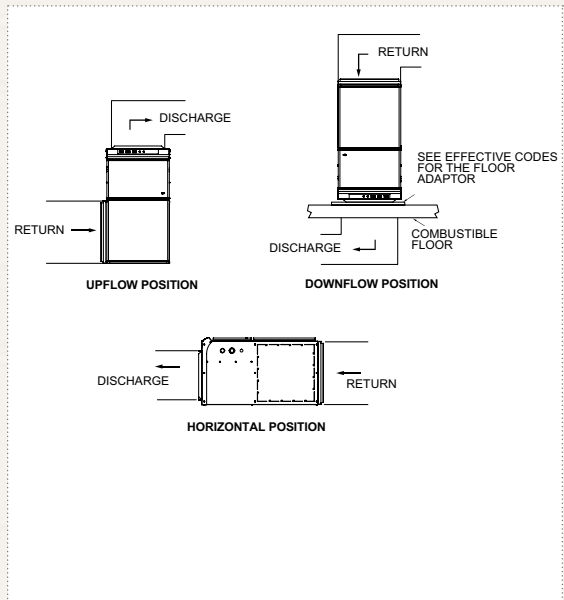 DISCHARGE
RETURN
UPFLOW POSITION
RETURN
SEE EFFECTIVE CODES
FOR THE FLOOR
ADAPTOR
COMBUSTIBLE
FLOOR
DISCHARGE
DOWNFLOW POSITION
DISCHARGE
RETURN
HORIZONTAL POSITION